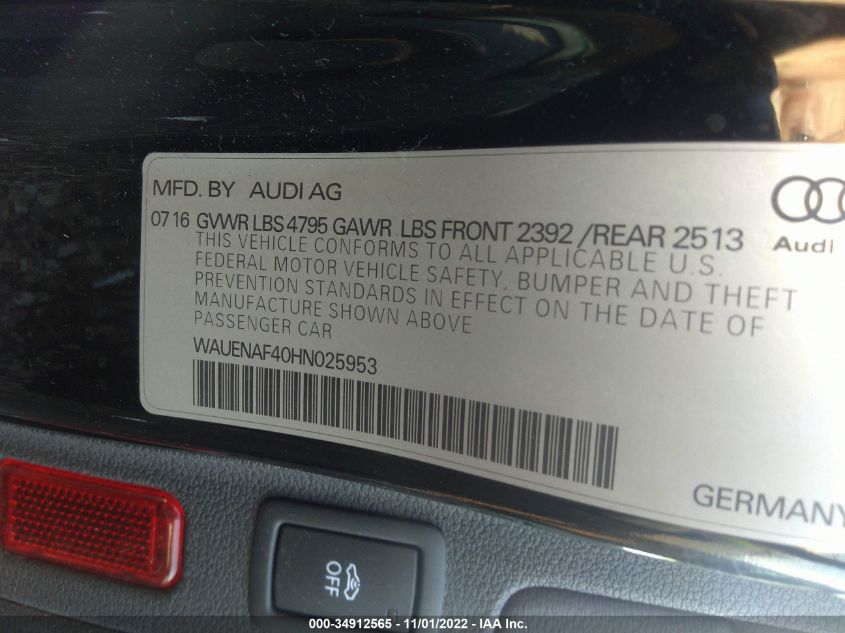 MFD. BY AUDI AG
07 16 GVWR LBS 4795 GAWR LBS FRONT 2392 /REAR 2513
THIS VEHICLE CONFORMS TO ALL APPLICABLE U.S.
FEDERAL MOTOR VEHICLE SAFETY, BUMPER AND THEFT
PREVENTION STANDARDS IN EFFECT ON THE DATE OF
MANUFACTURE SHOWN ABOVE
PASSENGER CAR
WAUENAF40HN025953
Audi
GERMANY
OFF
000-34912565 - 11/01/2022 - IAA Inc.